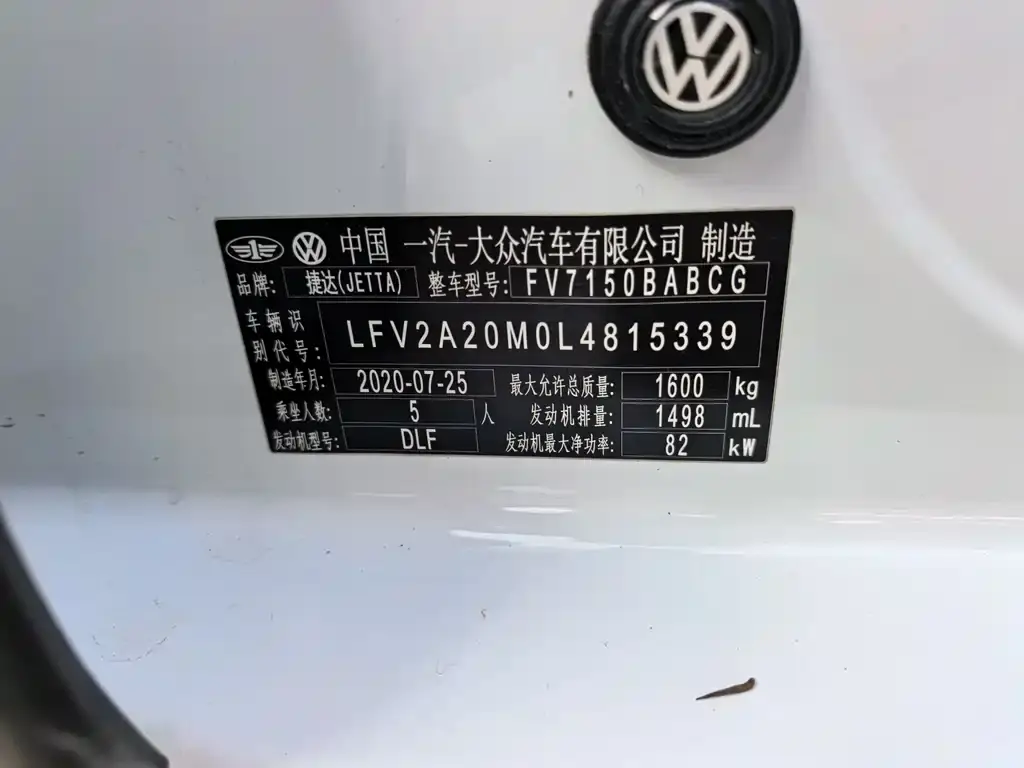 中国 一汽-大众汽车有限公司 制造
品牌: 捷达(JETTA) 整车型号: FV7150BABCG
车辆识别代号: LFV2A20M0L4815339
制造年月: 2020-07-25 最大允许总质量: 1600 kg
乘坐人数: 5 人 发动机排量: 1498 mL
发动机型号: DLF 发动机最大净功率: 82 kW